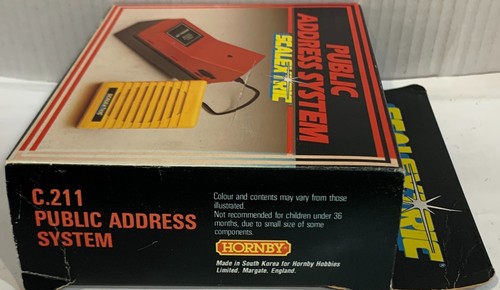 PUBLIC
ADDRESS SYSTEM
SCALEXTRIC
SCALEXTRIC
C.211
PUBLIC ADDRESS
SYSTEM
Colour and contents may vary from those
illustrated.
Not recommended for children under 36
months, due to small size of some
components.
HORNBY
Made in South Korea for Hornby Hobbies
Limited, Margate, England.